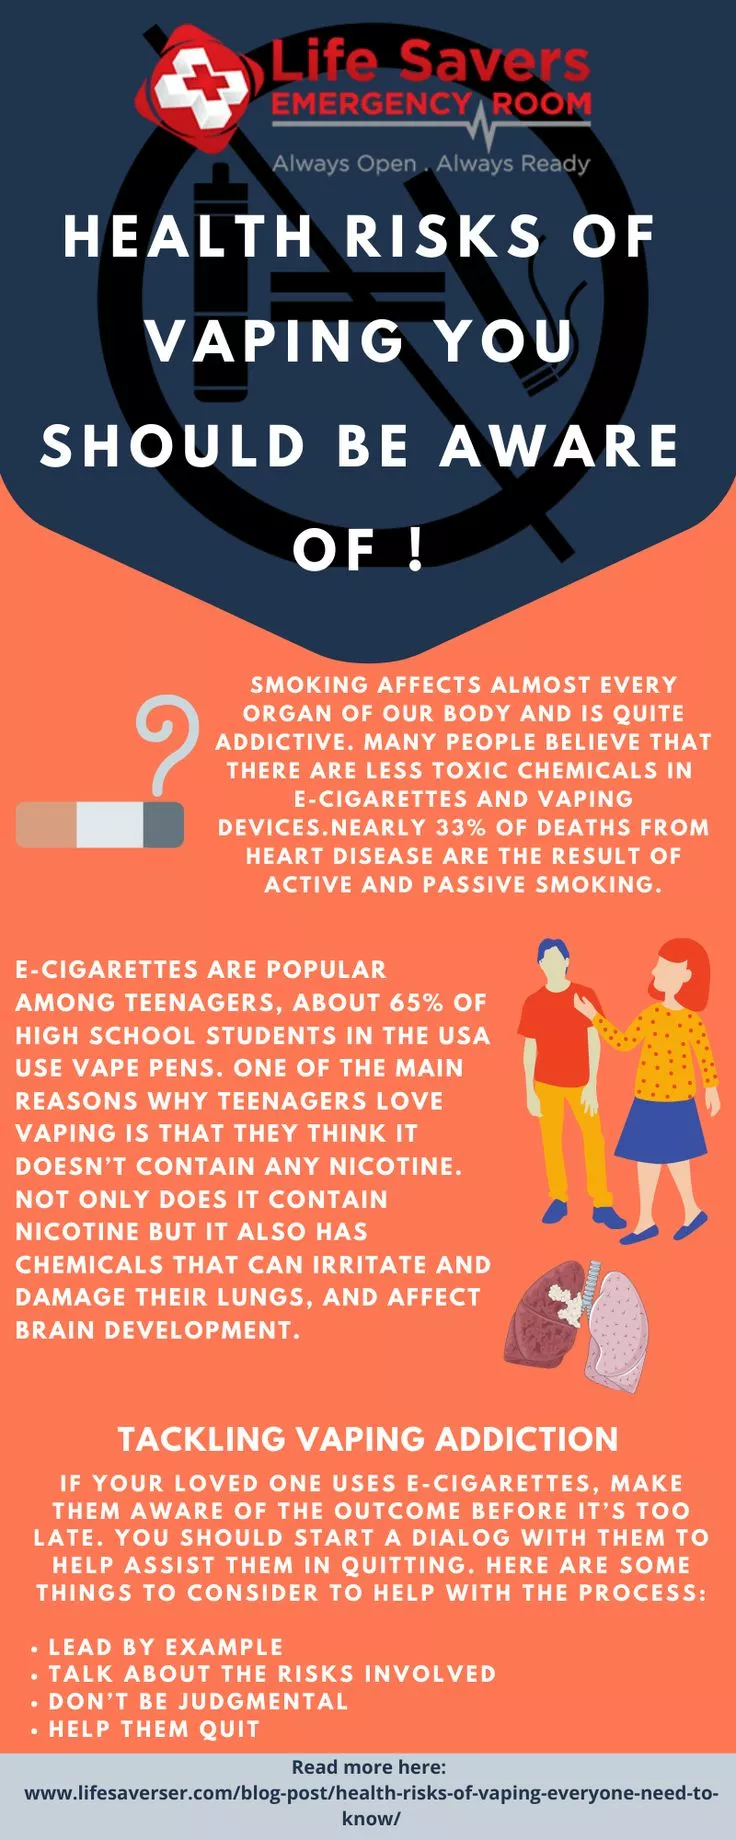 Life Savers
EMERGENCY ROOM
Always Open . Always Ready
HEALTH RISKS OF
VAPING YOU
SHOULD BE AWARE
OF !
SMOKING AFFECTS ALMOST EVERY
ORGAN OF OUR BODY AND IS QUITE
ADDICTIVE. MANY PEOPLE BELIEVE THAT
THERE ARE LESS TOXIC CHEMICALS IN
E-CIGARETTES AND VAPING
DEVICES.NEARLY 33% OF DEATHS FROM
HEART DISEASE ARE THE RESULT OF
ACTIVE AND PASSIVE SMOKING.
E-CIGARETTES ARE POPULAR
AMONG TEENAGERS, ABOUT 65% OF
HIGH SCHOOL STUDENTS IN THE USA
USE VAPE PENS. ONE OF THE MAIN
REASONS WHY TEENAGERS LOVE
VAPING IS THAT THEY THINK IT
DOESN'T CONTAIN ANY NICOTINE.
NOT ONLY DOES IT CONTAIN
NICOTINE BUT IT ALSO HAS
CHEMICALS THAT CAN IRRITATE AND
DAMAGE THEIR LUNGS, AND AFFECT
BRAIN DEVELOPMENT.
TACKLING VAPING ADDICTION
IF YOUR LOVED ONE USES E-CIGARETTES, MAKE
THEM AWARE OF THE OUTCOME BEFORE IT'S TOO
LATE. YOU SHOULD START A DIALOG WITH THEM TO
HELP ASSIST THEM IN QUITTING. HERE ARE SOME
THINGS TO CONSIDER TO HELP WITH THE PROCESS:
• LEAD BY EXAMPLE
• TALK ABOUT THE RISKS INVOLVED
• DON'T BE JUDGMENTAL
• HELP THEM QUIT
Read more here:
www.lifesaverser.com/blog-post/health-risks-of-vaping-everyone-need-to-
know/